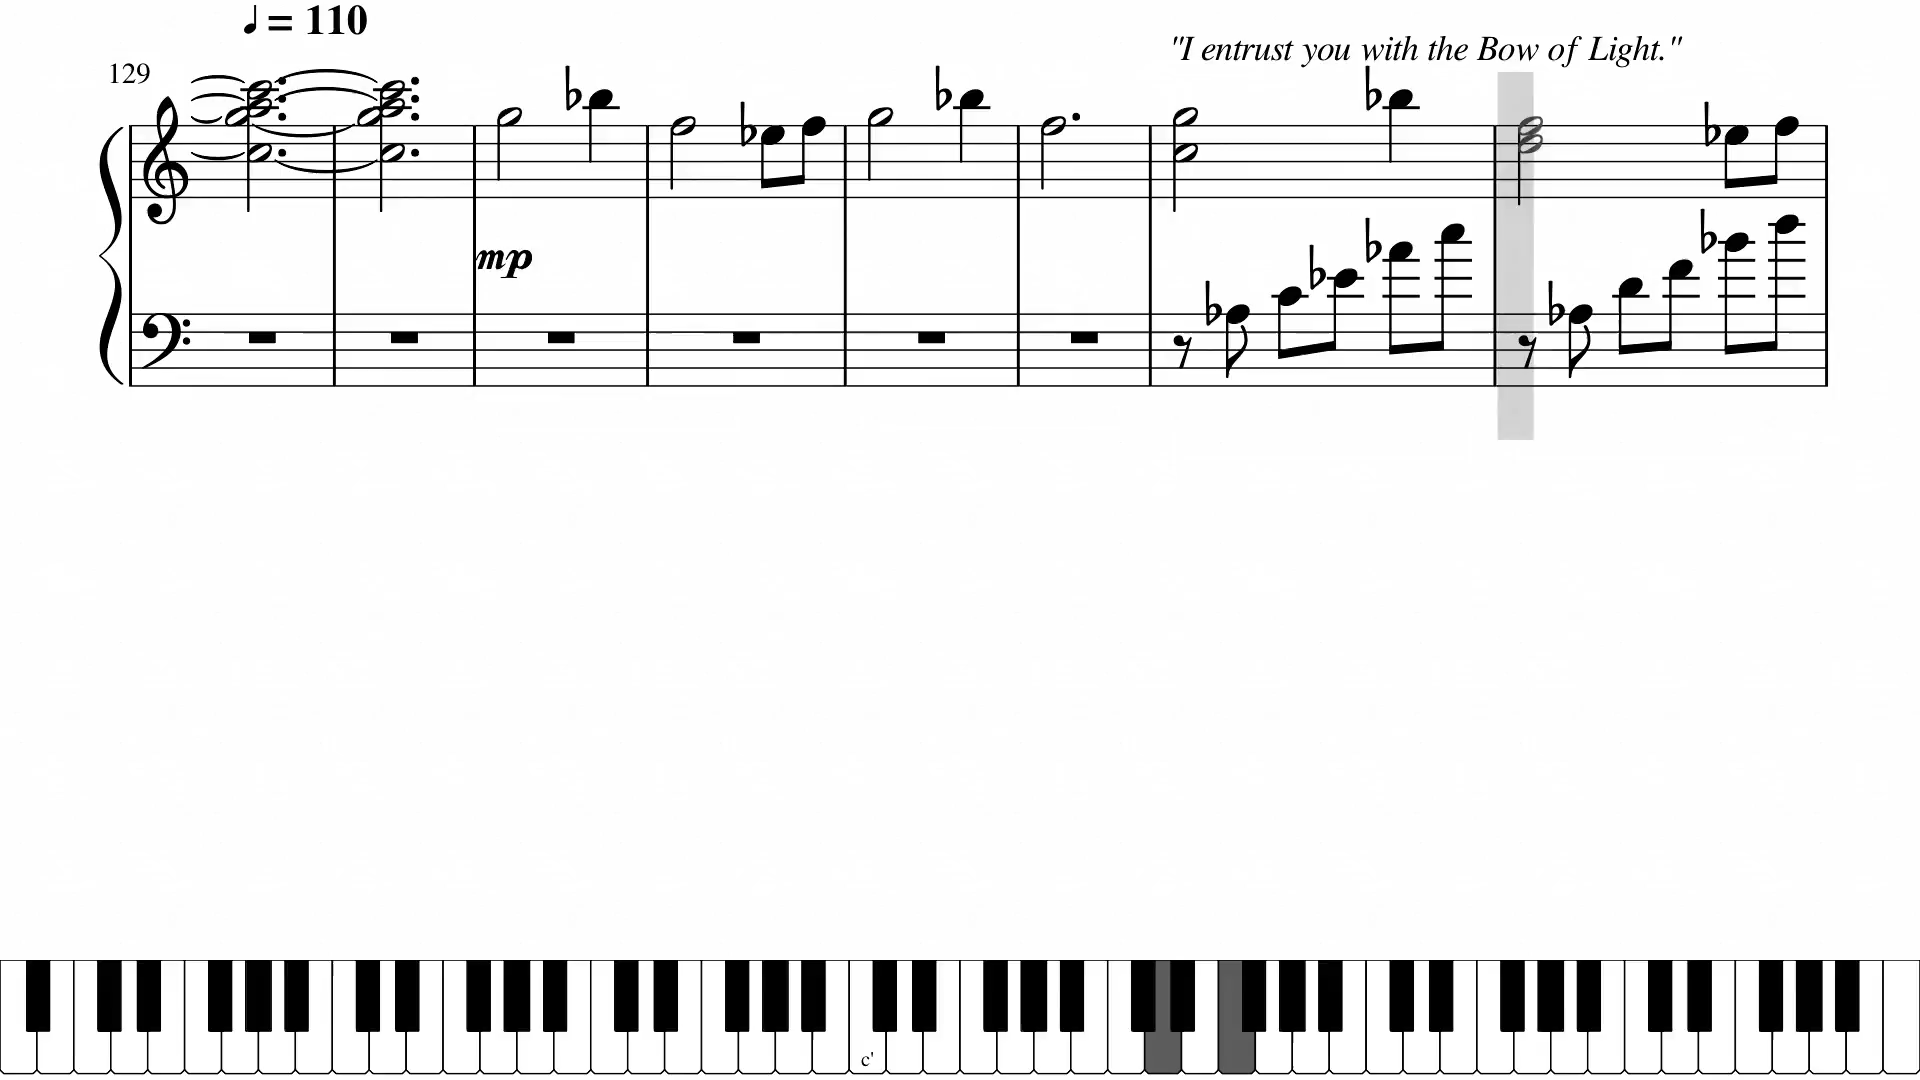 ♩ = 110
"I entrust you with the Bow of Light."
129
mp
c'